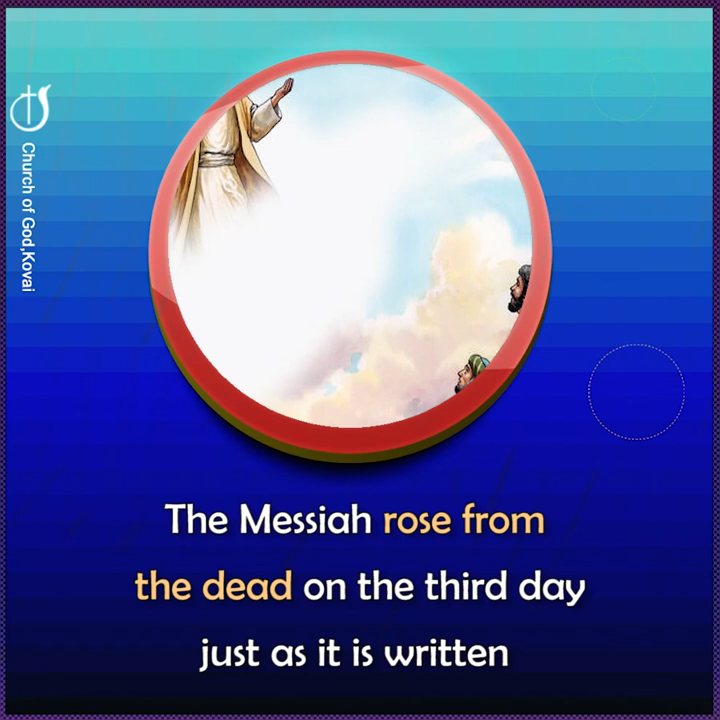 Church of God,Kovai
The Messiah rose from
the dead on the third day
just as it is written